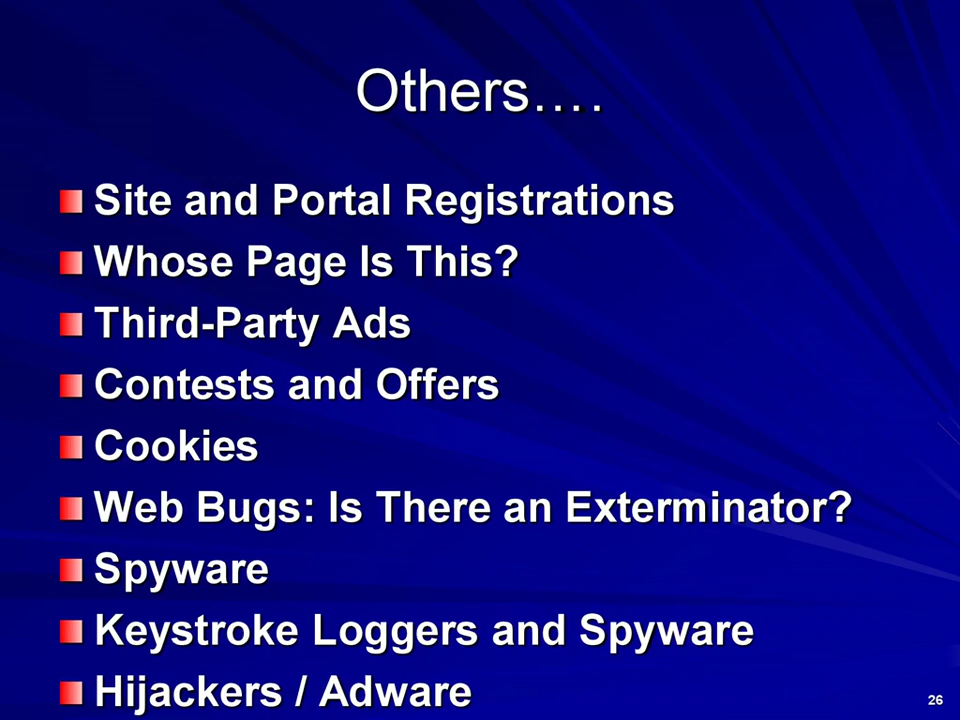 Others….
Site and Portal Registrations
Whose Page Is This?
Third-Party Ads
Contests and Offers
Cookies
Web Bugs: Is There an Exterminator?
Spyware
Keystroke Loggers and Spyware
Hijackers / Adware
26